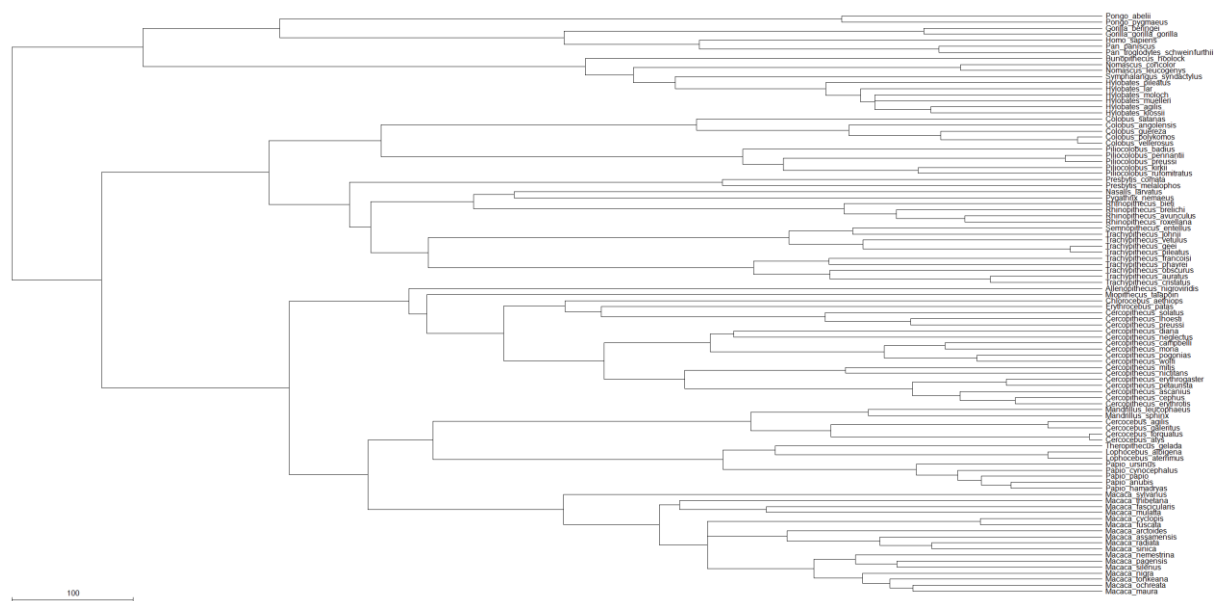 Pongo_abelii
Pongo_pygmaeus
Gorilla_beringei
Gorilla_gorilla_gorilla
Homo_sapiens
Pan_paniscus
Pan_troglodytes_schweinfurthii
Bunopithecus_hoolock
Nomascus_concolor
Nomascus_leucogenys
Symphalangus_syndactylus
Hylobates_pileatus
Hylobates_lar
Hylobates_moloch
Hylobates_muelleri
Hylobates_agilis
Hylobates_klossii
Colobus_satanas
Colobus_angolensis
Colobus_guereza
Colobus_polykomos
Colobus_vellerosus
Piliocolobus_badius
Piliocolobus_pennantii
Piliocolobus_preussi
Piliocolobus_kirkii
Piliocolobus_rufomitratus
Presbytis_comata
Presbytis_melalophos
Nasalis_larvatus
Pygathrix_nemaeus
Rhinopithecus_bieti
Rhinopithecus_brelichi
Rhinopithecus_avunculus
Rhinopithecus_roxellana
Semnopithecus_entellus
Trachypithecus_johnii
Trachypithecus_vetulus
Trachypithecus_geei
Trachypithecus_pileatus
Trachypithecus_francoisi
Trachypithecus_phayrei
Trachypithecus_obscurus
Trachypithecus_auratus
Trachypithecus_cristatus
Allenopithecus_nigroviridis
Miopithecus_talapoin
Chlorocebus_aethiops
Erythrocebus_patas
Cercopithecus_solatus
Cercopithecus_lhoesti
Cercopithecus_preussi
Cercopithecus_diana
Cercopithecus_neglectus
Cercopithecus_campbelli
Cercopithecus_mona
Cercopithecus_pogonias
Cercopithecus_wolfi
Cercopithecus_mitis
Cercopithecus_nictitans
Cercopithecus_erythrogaster
Cercopithecus_petaurista
Cercopithecus_ascanius
Cercopithecus_cephus
Cercopithecus_erythrotis
Mandrillus_leucophaeus
Mandrillus_sphinx
Cercocebus_agilis
Cercocebus_galeritus
Cercocebus_torquatus
Cercocebus_atys
Theropithecus_gelada
Lophocebus_albigena
Lophocebus_aterrimus
Papio_ursinus
Papio_cynocephalus
Papio_papio
Papio_anubis
Papio_hamadryas
Macaca_sylvanus
Macaca_thibetana
Macaca_fascicularis
Macaca_mulatta
Macaca_cyclopis
Macaca_fuscata
Macaca_arctoides
Macaca_assamensis
Macaca_radiata
Macaca_sinica
Macaca_nemestrina
Macaca_pagensis
Macaca_silenus
Macaca_nigra
Macaca_tonkeana
Macaca_ochreata
Macaca_maura
100